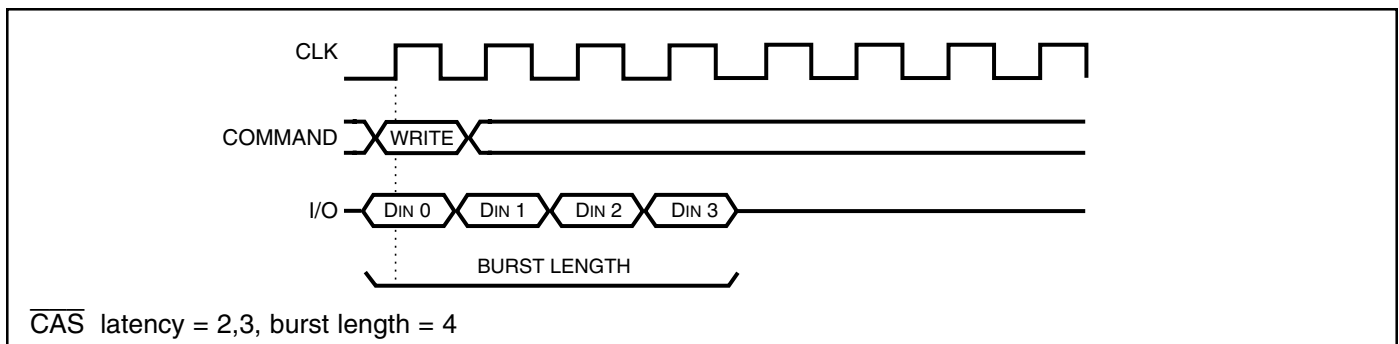 CLK
COMMAND WRITE
I/O DIN 0 DIN 1 DIN 2 DIN 3
BURST LENGTH
CAS latency = 2,3, burst length = 4